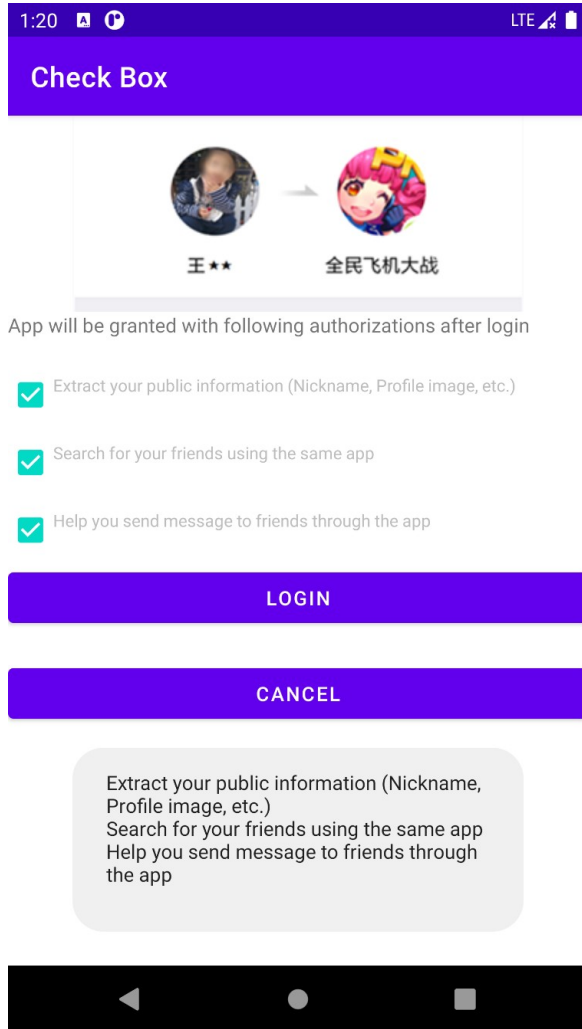 1:20
LTE
Check Box
王★★
全民飞机大战
App will be granted with following authorizations after login
Extract your public information (Nickname, Profile image, etc.)
Search for your friends using the same app
Help you send message to friends through the app
LOGIN
CANCEL
Extract your public information (Nickname,
Profile image, etc.)
Search for your friends using the same app
Help you send message to friends through
the app